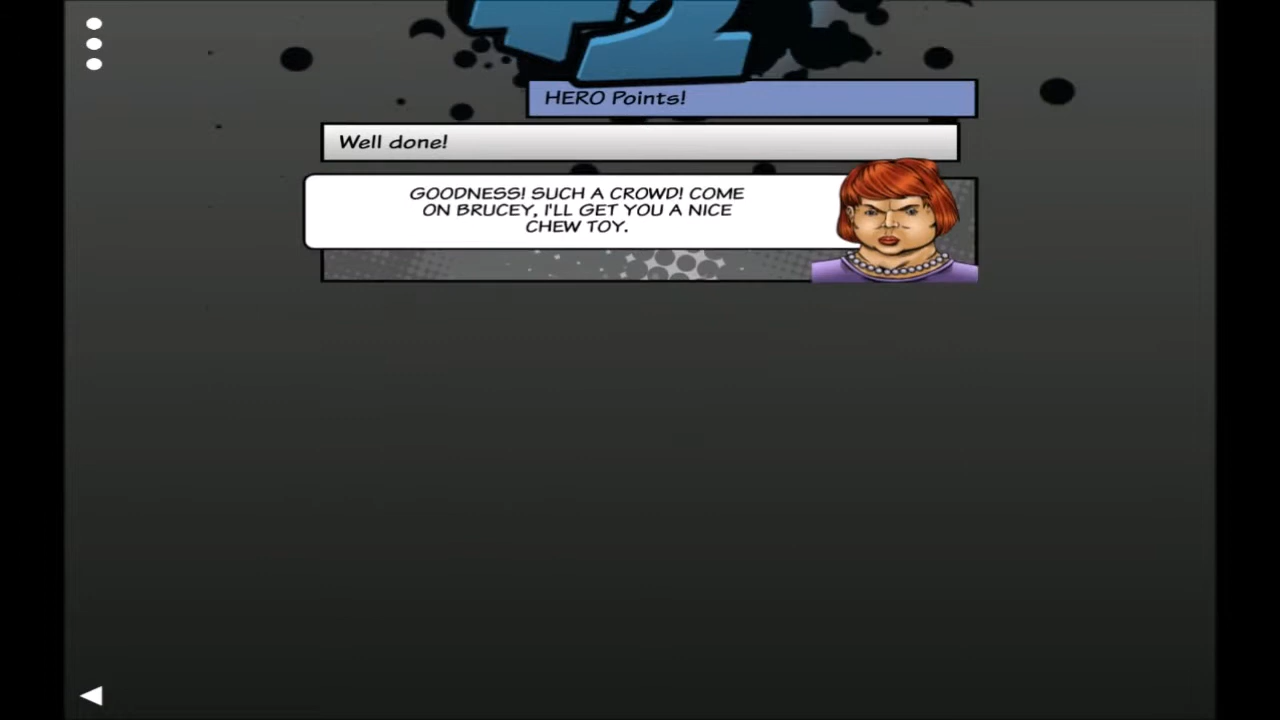 +2
HERO Points!
Well done!
GOODNESS! SUCH A CROWD! COME
ON BRUCEY, I'LL GET YOU A NICE
CHEW TOY.